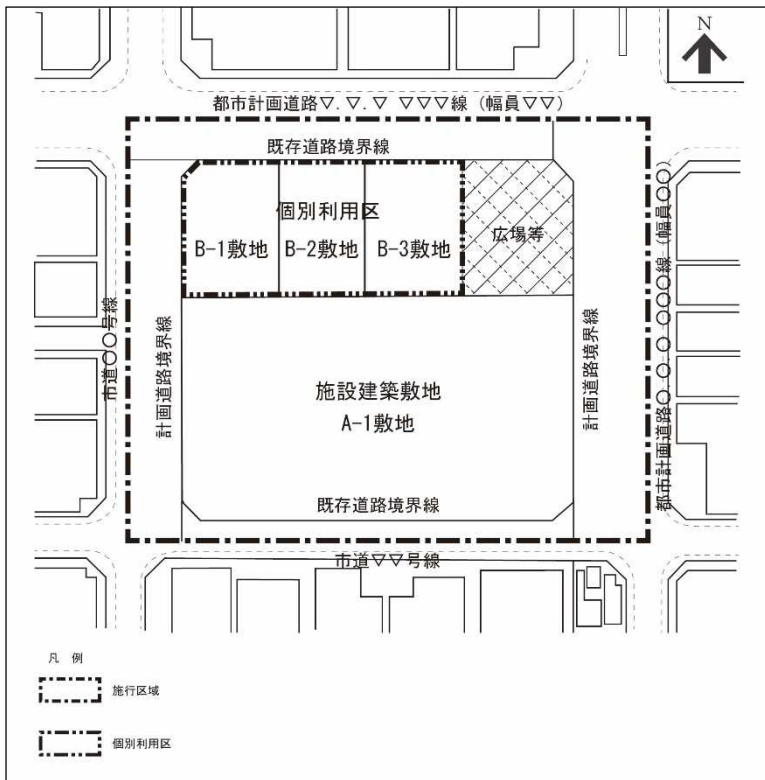 N
都市計画道路▽.▽.▽ ▽▽▽線（幅員▽▽）
既存道路境界線
個別利用区
B-1敷地
B-2敷地
B-3敷地
広場等
都市計画道路○.○.○ ○○○線（幅員○○）
市道○○号線
計画道路境界線
計画道路境界線
施設建築敷地
A-1敷地
既存道路境界線
市道▽▽号線
凡 例
施行区域
個別利用区